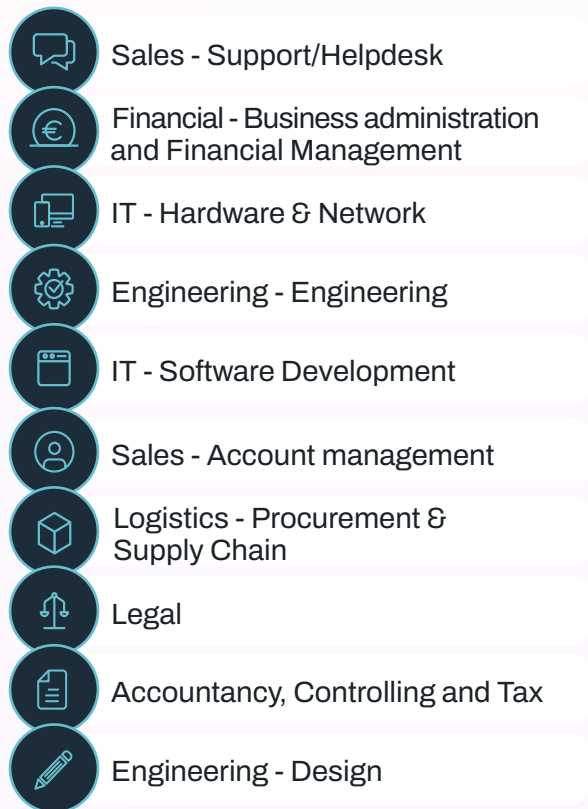 Sales - Support/Helpdesk
Financial - Business administration
and Financial Management
IT - Hardware & Network
Engineering - Engineering
IT - Software Development
Sales - Account management
Logistics - Procurement &
Supply Chain
Legal
Accountancy, Controlling and Tax
Engineering - Design